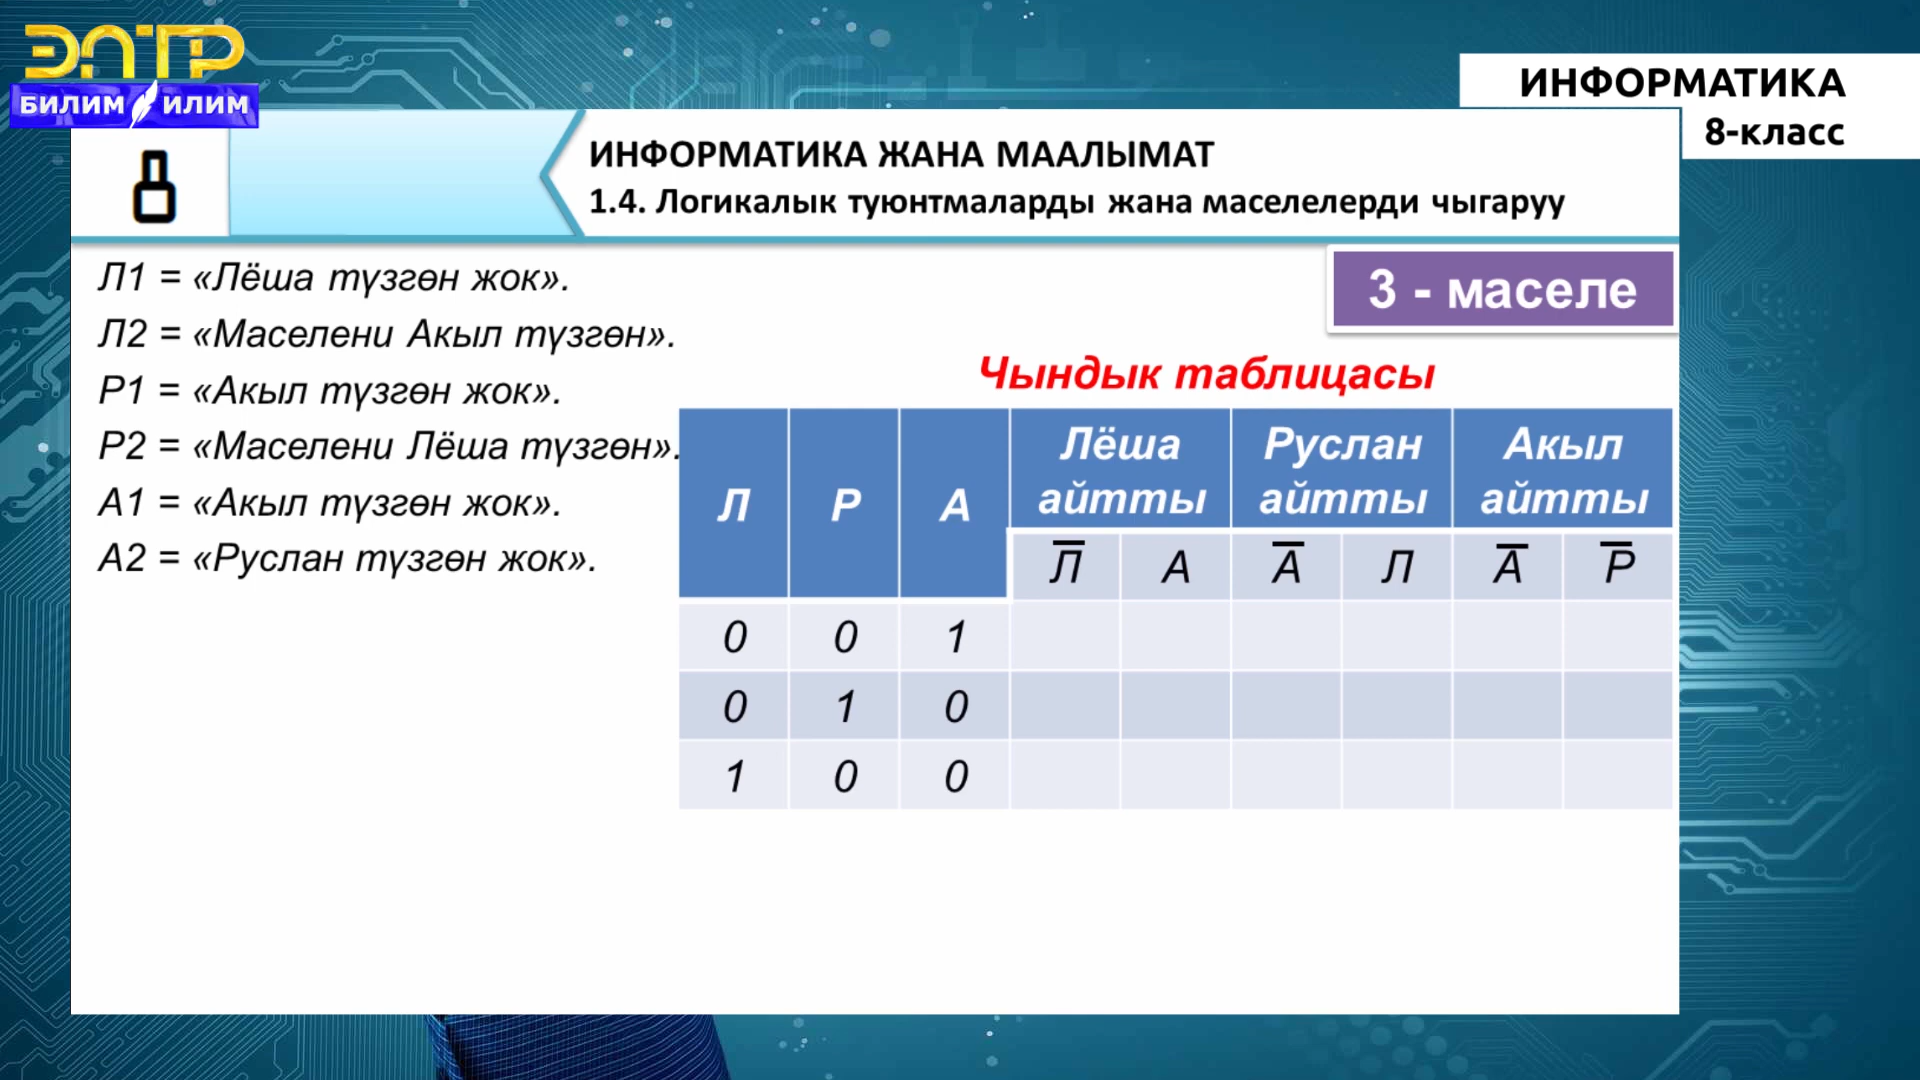 ЭЛТР
БИЛИМ ИЛИМ
ИНФОРМАТИКА
8-класс
8
ИНФОРМАТИКА ЖАНА МААЛЫМАТ
1.4. Логикалык туюнтмаларды жана маселелерди чыгаруу
3 - маселе
Л1 = «Лёша түзгөн жок».
Л2 = «Маселени Акыл түзгөн».
Р1 = «Акыл түзгөн жок».
Р2 = «Маселени Лёша түзгөн».
А1 = «Акыл түзгөн жок».
А2 = «Руслан түзгөн жок».
Чындык таблицасы
Л Р А Лёша айтты Руслан айтты Акыл айтты
Л̅ А А̅ Л А̅ Р̅
0 0 1
0 1 0
1 0 0